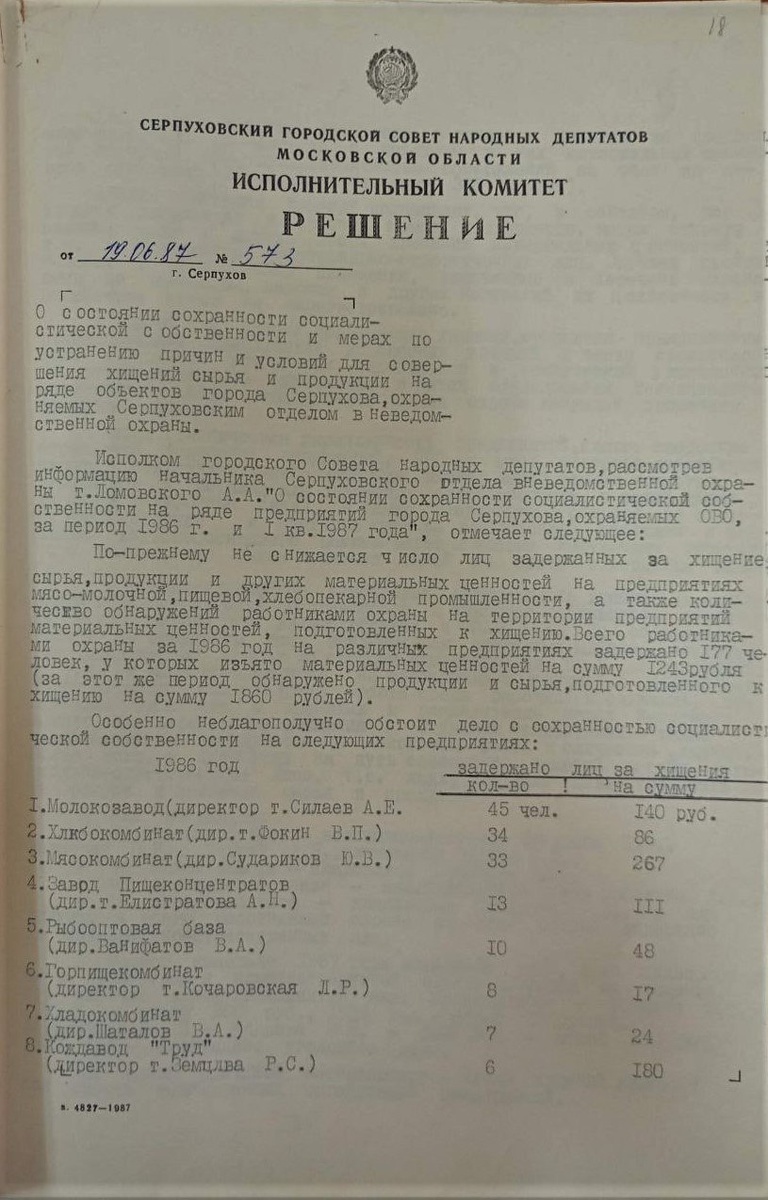 18
СЕРПУХОВСКИЙ ГОРОДСКОЙ СОВЕТ НАРОДНЫХ ДЕПУТАТОВ
МОСКОВСКОЙ ОБЛАСТИ
ИСПОЛНИТЕЛЬНЫЙ КОМИТЕТ
РЕШЕНИЕ
от 19.06.87 № 573
г. Серпухов
О состоянии сохранности социали-
стической собственности и мерах по
устранению причин и условий для совер-
шения хищений сырья и продукции на
ряде объектов города Серпухова,охра-
няемых Серпуховским отделом вневедом-
ственной охраны.
Исполком городского Совета народных депутатов,рассмотрев
информацию начальника Серпуховского отдела вневедомственной охра-
ны т.Ломовского А.А."О состоянии сохранности социалистической соб-
ственности на ряде предприятий города Серпухова,охраняемых ОВО,
за период 1986 г. и I кв.1987 года", отмечает следующее:
По-прежнему не снижается число лиц задержанных за хищение
сырья,продукции и других материальных ценностей на предприятиях
мясо-молочной,пищевой,хлебопекарной промышленности, а также коли-
чесвво обнаружений работниками охраны на территории предприятий
материальных ценностей, подготовленных к хищению.Всего работника-
ми охраны за 1986 год на различных предприятиях задержано 177 че-
ловек, у которых изъято материальных ценностей на сумму 1243рубля
(за этот же период обнаружено продукции и сырья,подготовленного к
хищению на сумму 1860 рублей).
Особенно неблагополучно обстоит дело с сохранностью социалист
ческой собственности на следующих предприятиях:
1986 год задержано лиц за хищения
кол-во ! на сумму
1.Молокозавод(директор т.Силаев А.Е. 45 чел. 140 руб.
2.Хлкбокомбинат(дир.т.Фокин В.П.) 34 86
3.Мясокомбинат(дир.Судариков Ю.В.) 33 267
4.Завод Пищеконцентратов
(дир.т.Елистратова А.П.) 13 III
5.Рыбооптовая база
(дир.Ванифатов В.А.) 10 48
6.Горпищекомбинат
(директор т.Кочаровская Л.Р.) 8 17
7.Хладокомбинат
(дир.Шаталов В.А.) 7 24
8.Кождавод "Труд"
(директор т.Земцлва Р.С.) 6 180
в. 4827—1987